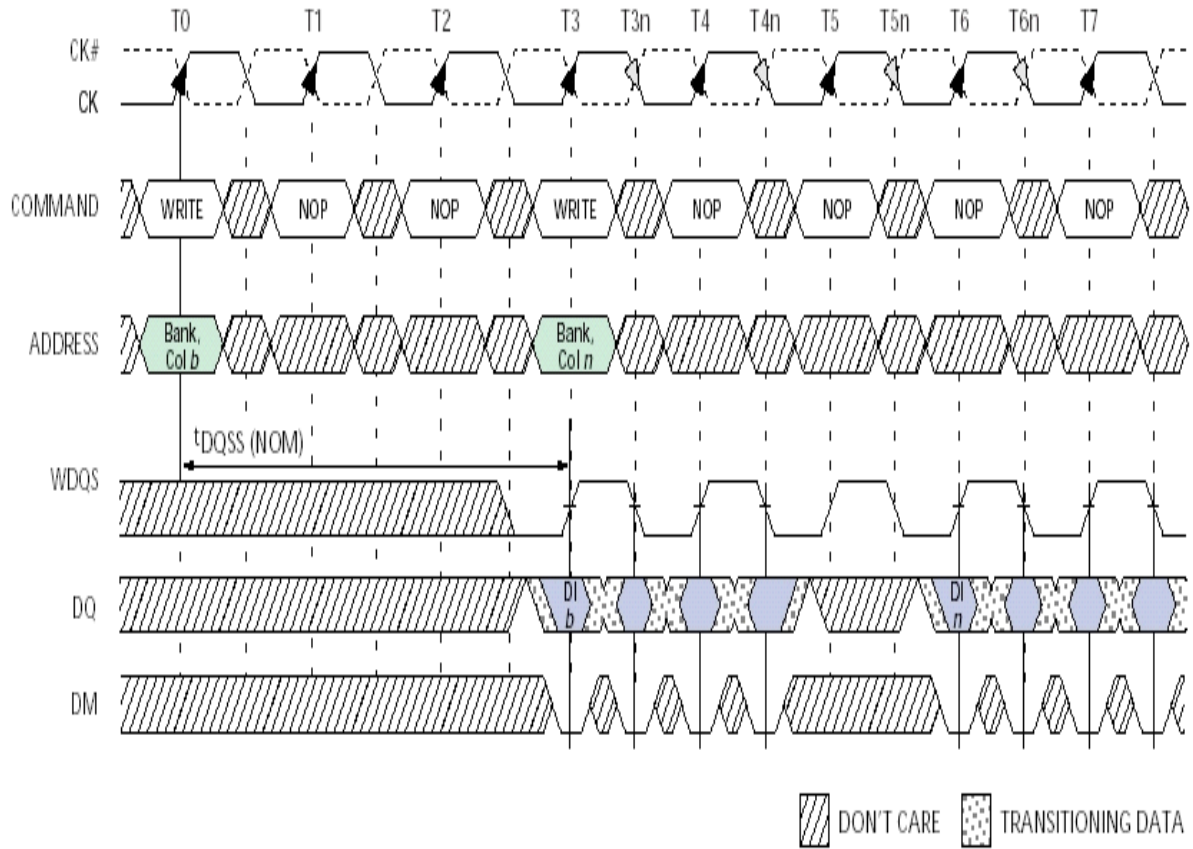 T0 T1 T2 T3 T3n T4 T4n T5 T5n T6 T6n T7
CK#
CK
COMMAND WRITE NOP NOP WRITE NOP NOP NOP NOP
ADDRESS Bank, Col b Bank, Col n
tDQSS (NOM)
WDQS
DQ DI b DI n
DM
DON'T CARE TRANSITIONING DATA